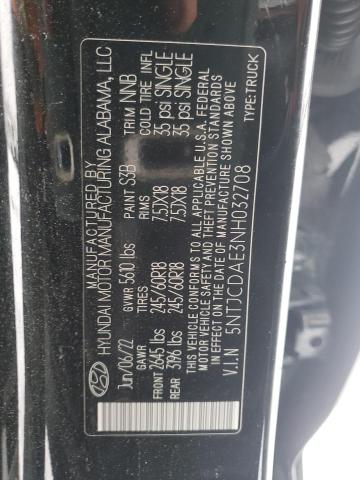 MANUFACTURED BY
HYUNDAI MOTOR MANUFACTURING ALABAMA, LLC
Jun/06/22 GVWR 5610 lbs PAINT S3B TRIM NNB
GAWR TIRES RIMS COLD TIRE INFL
FRONT 2645 lbs 245/60R18 7.5JX18 35 psi SINGLE
REAR 3196 lbs 245/60R18 7.5JX18 35 psi SINGLE
THIS VEHICLE CONFORMS TO ALL APPLICABLE U.S.A. FEDERAL
MOTOR VEHICLE SAFETY AND THEFT PREVENTION STANDARDS
IN EFFECT ON THE DATE OF MANUFACTURE SHOWN ABOVE
V.I.N 5NTJCDAE3NH032708 TYPE:TRUCK